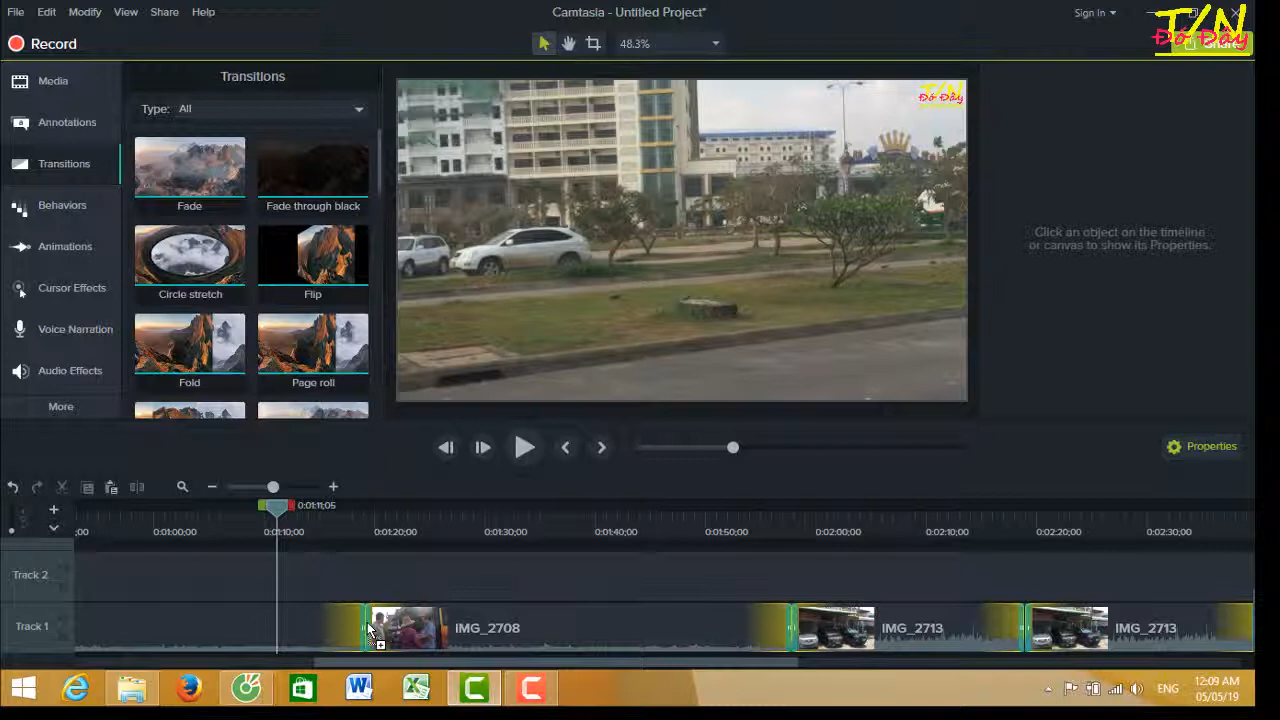 File Edit Modify View Share Help
Camtasia - Untitled Project*
Sign In
T/N
Đó Đây
Record
48.3%
Share
Media
Annotations
Transitions
Behaviors
Animations
Cursor Effects
Voice Narration
Audio Effects
More
Transitions
Type: All
Fade
Fade through black
Circle stretch
Flip
Fold
Page roll
T/N
Đó Đây
Click an object on the timeline
or canvas to show its Properties.
Properties
0:01:11;05
;00 0:01:00;00 0:01:10;00 0:01:20;00 0:01:30;00 0:01:40;00 0:01:50;00 0:02:00;00 0:02:10;00 0:02:20;00 0:02:30;00
Track 2
Track 1
IMG_2708
IMG_2713
IMG_2713
ENG
12:09 AM
05/05/19